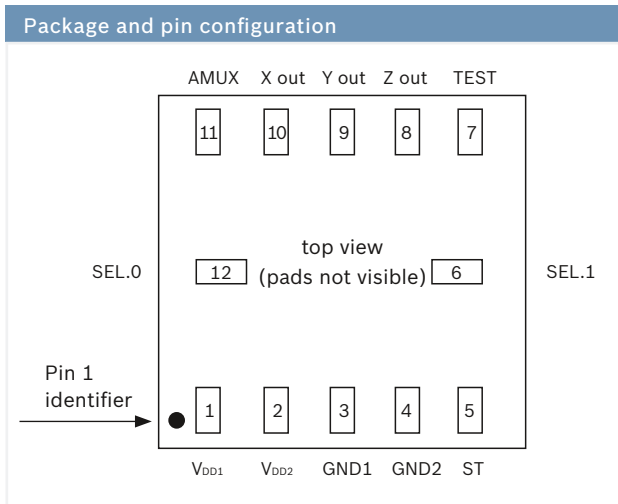 Package and pin configuration
AMUX X out Y out Z out TEST
11 10 9 8 7
top view
SEL.0 12 (pads not visible) 6 SEL.1
Pin 1
identifier
1 2 3 4 5
VDD1 VDD2 GND1 GND2 ST